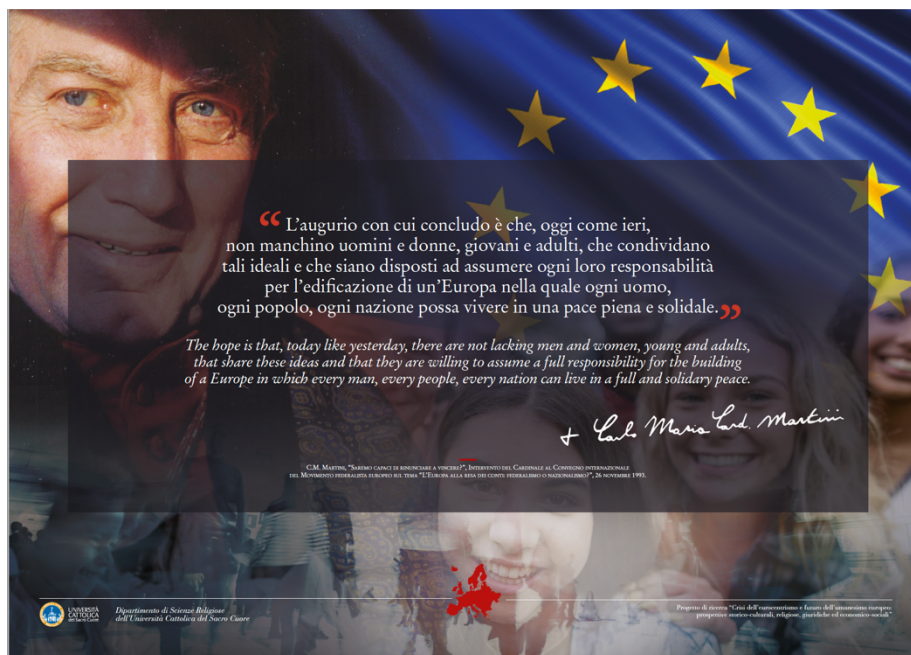 “ L’augurio con cui concludo è che, oggi come ieri,
non manchino uomini e donne, giovani e adulti, che condividano
tali ideali e che siano disposti ad assumere ogni loro responsabilità
per l’edificazione di un’Europa nella quale ogni uomo,
ogni popolo, ogni nazione possa vivere in una pace piena e solidale.”
The hope is that, today like yesterday, there are not lacking men and women, young and adults,
that share these ideas and that they are willing to assume a full responsibility for the building
of a Europe in which every man, every people, every nation can live in a full and solidary peace.
+ Carlo Maria Card. Martini
C.M. Martini, “Saremo capaci di rinunciare a vincere?”, Intervento del Cardinale al Convegno internazionale
del Movimento federalista europeo sul tema “L’Europa alla resa dei conti: federalismo o nazionalismo?”, 26 novembre 1993.
UNIVERSITÀ
CATTOLICA
del Sacro Cuore
Dipartimento di Scienze Religiose
dell’Università Cattolica del Sacro Cuore
Progetto di ricerca “Crisi dell’eurocentrismo e futuro dell’umanesimo europeo:
prospettive storico-culturali, religiose, giuridiche ed economico-sociali”